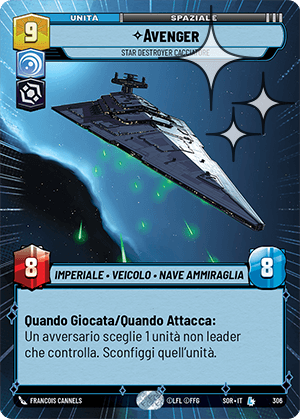 9
UNITÀ
SPAZIALE
AVENGER
STAR DESTROYER CACCIATORE
8
IMPERIALE • VEICOLO • NAVE AMMIRAGLIA
8
Quando Giocata/Quando Attacca:
Un avversario sceglie 1 unità non leader
che controlla. Sconfiggi quell'unità.
FRANCOIS CANNELS
©LFL ©FFG
SOR • IT
L
306